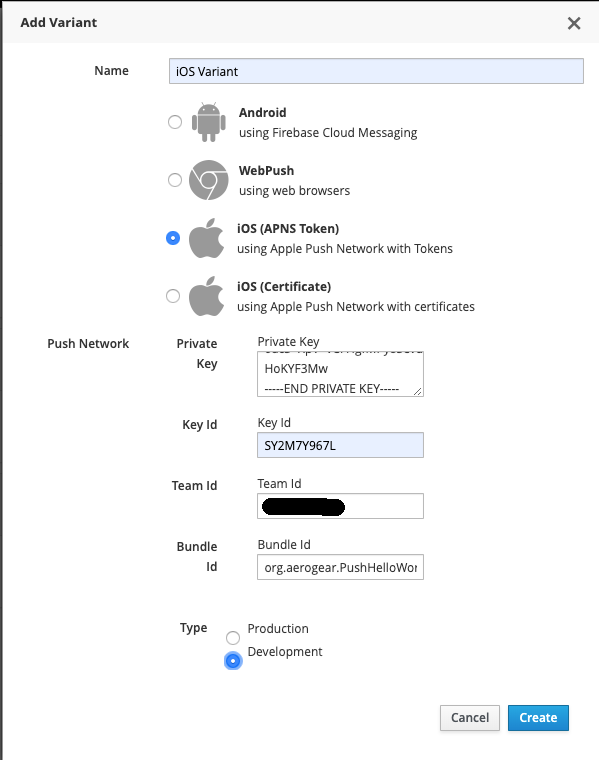 Add Variant
Name
iOS Variant
Android
using Firebase Cloud Messaging
WebPush
using web browsers
iOS (APNS Token)
using Apple Push Network with Tokens
iOS (Certificate)
using Apple Push Network with certificates
Push Network
Private Key
Private Key
HoKYF3Mw
-----END PRIVATE KEY-----
Key Id
Key Id
SY2M7Y967L
Team Id
Team Id
Bundle Id
Bundle Id
org.aerogear.PushHelloWor
Type
Production
Development
Cancel
Create